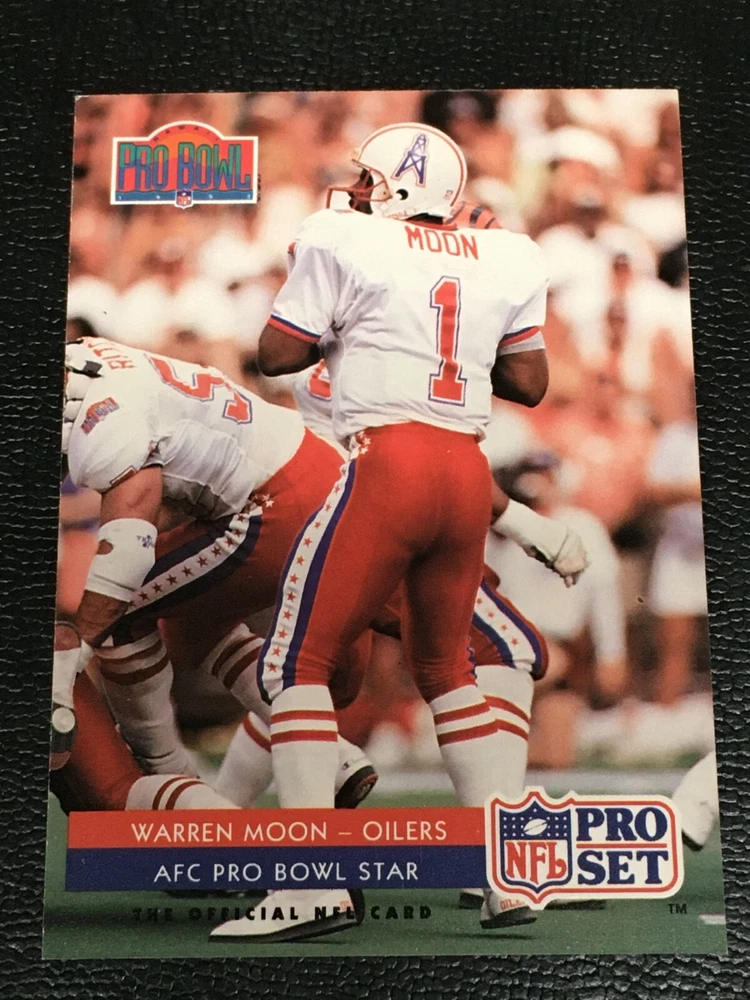 PRO BOWL
MOON
1
WARREN MOON – OILERS
AFC PRO BOWL STAR
NFL
PRO
SET
THE OFFICIAL NFL CARD
TM